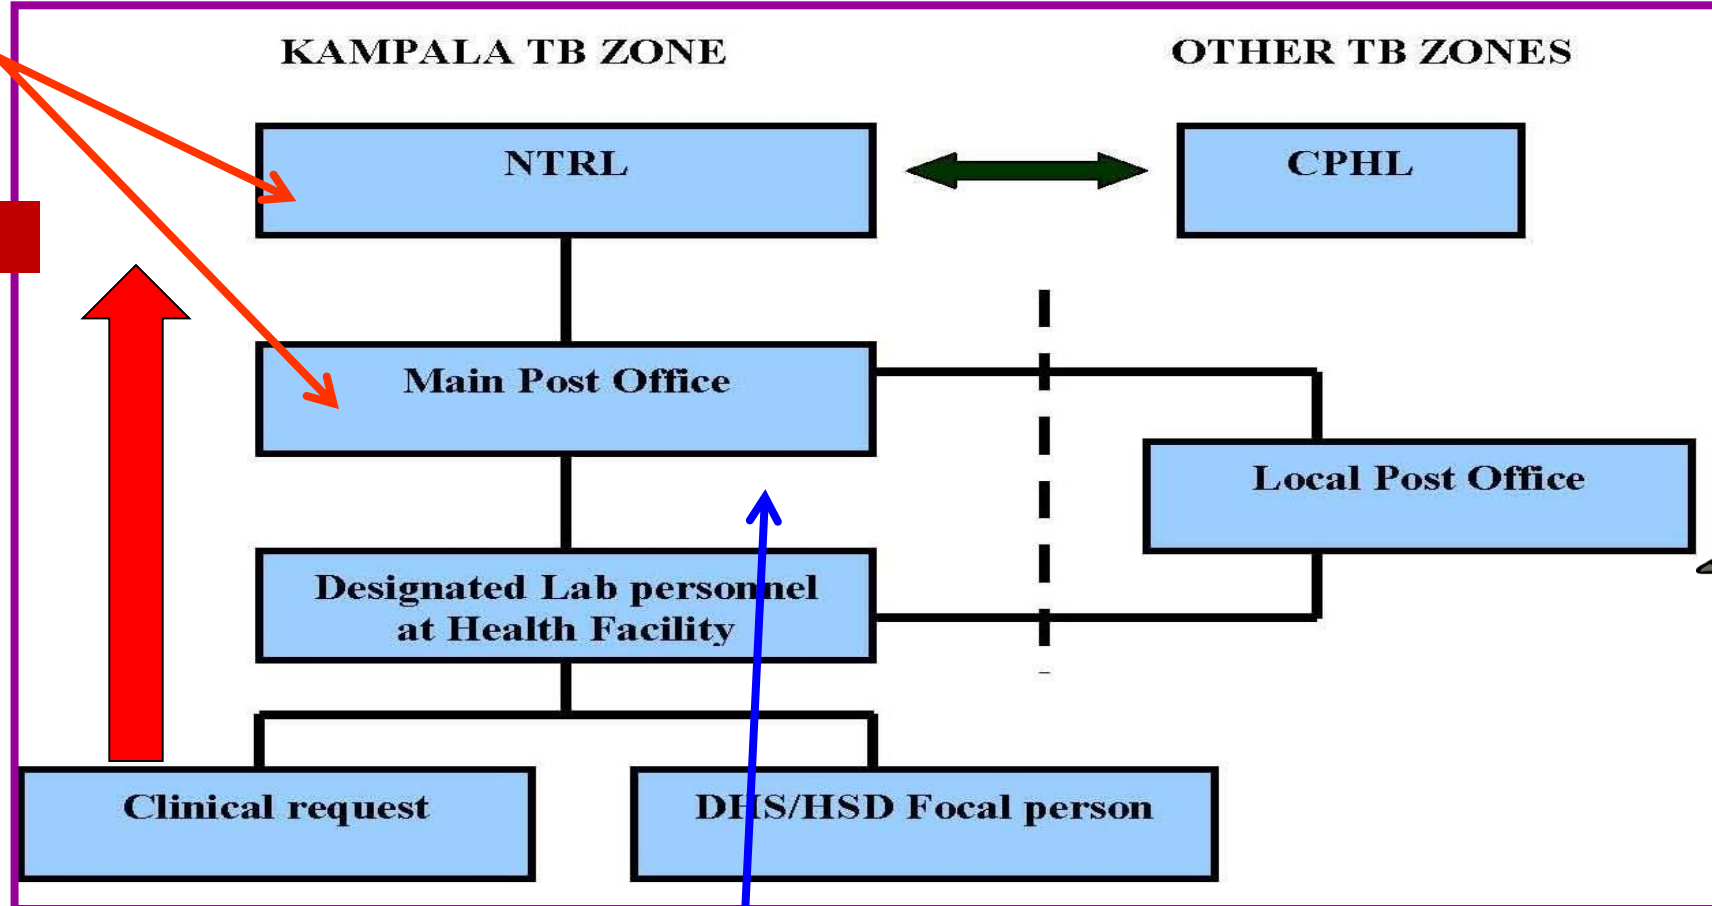 KAMPALA TB ZONE
OTHER TB ZONES
NTRL
CPHL
Main Post Office
Local Post Office
Designated Lab personnel
at Health Facility
Clinical request
DHS/HSD Focal person